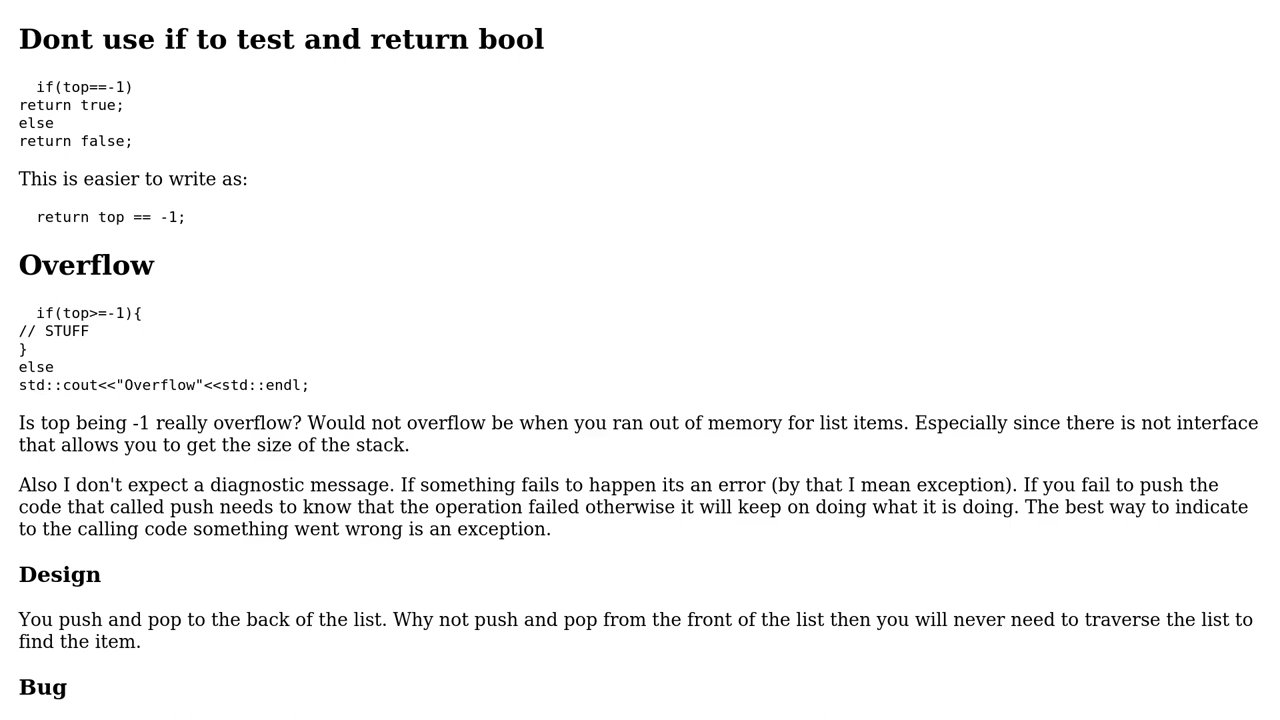 Dont use if to test and return bool
if(top==-1)
return true;
else
return false;
This is easier to write as:
return top == -1;
Overflow
if(top>=-1){
// STUFF
}
else
std::cout<<"Overflow"<<std::endl;
Is top being -1 really overflow? Would not overflow be when you ran out of memory for list items. Especially since there is not interface
that allows you to get the size of the stack.
Also I don't expect a diagnostic message. If something fails to happen its an error (by that I mean exception). If you fail to push the
code that called push needs to know that the operation failed otherwise it will keep on doing what it is doing. The best way to indicate
to the calling code something went wrong is an exception.
Design
You push and pop to the back of the list. Why not push and pop from the front of the list then you will never need to traverse the list to
find the item.
Bug